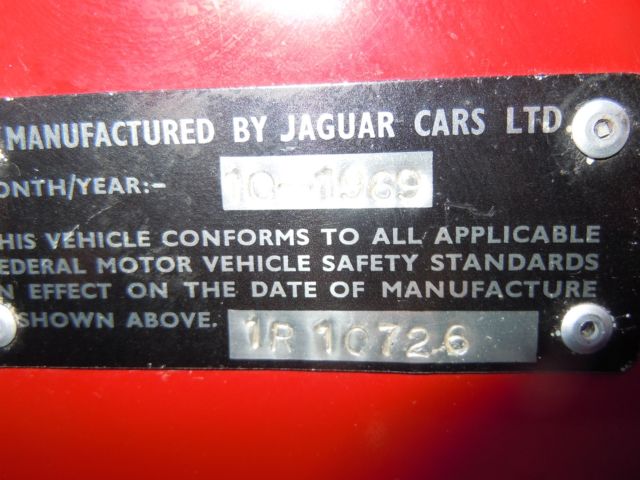 MANUFACTURED BY JAGUAR CARS LTD
ONTH/YEAR:- 10-1969
HIS VEHICLE CONFORMS TO ALL APPLICABLE
EDERAL MOTOR VEHICLE SAFETY STANDARDS
N EFFECT ON THE DATE OF MANUFACTURE
SHOWN ABOVE. 1R 10726